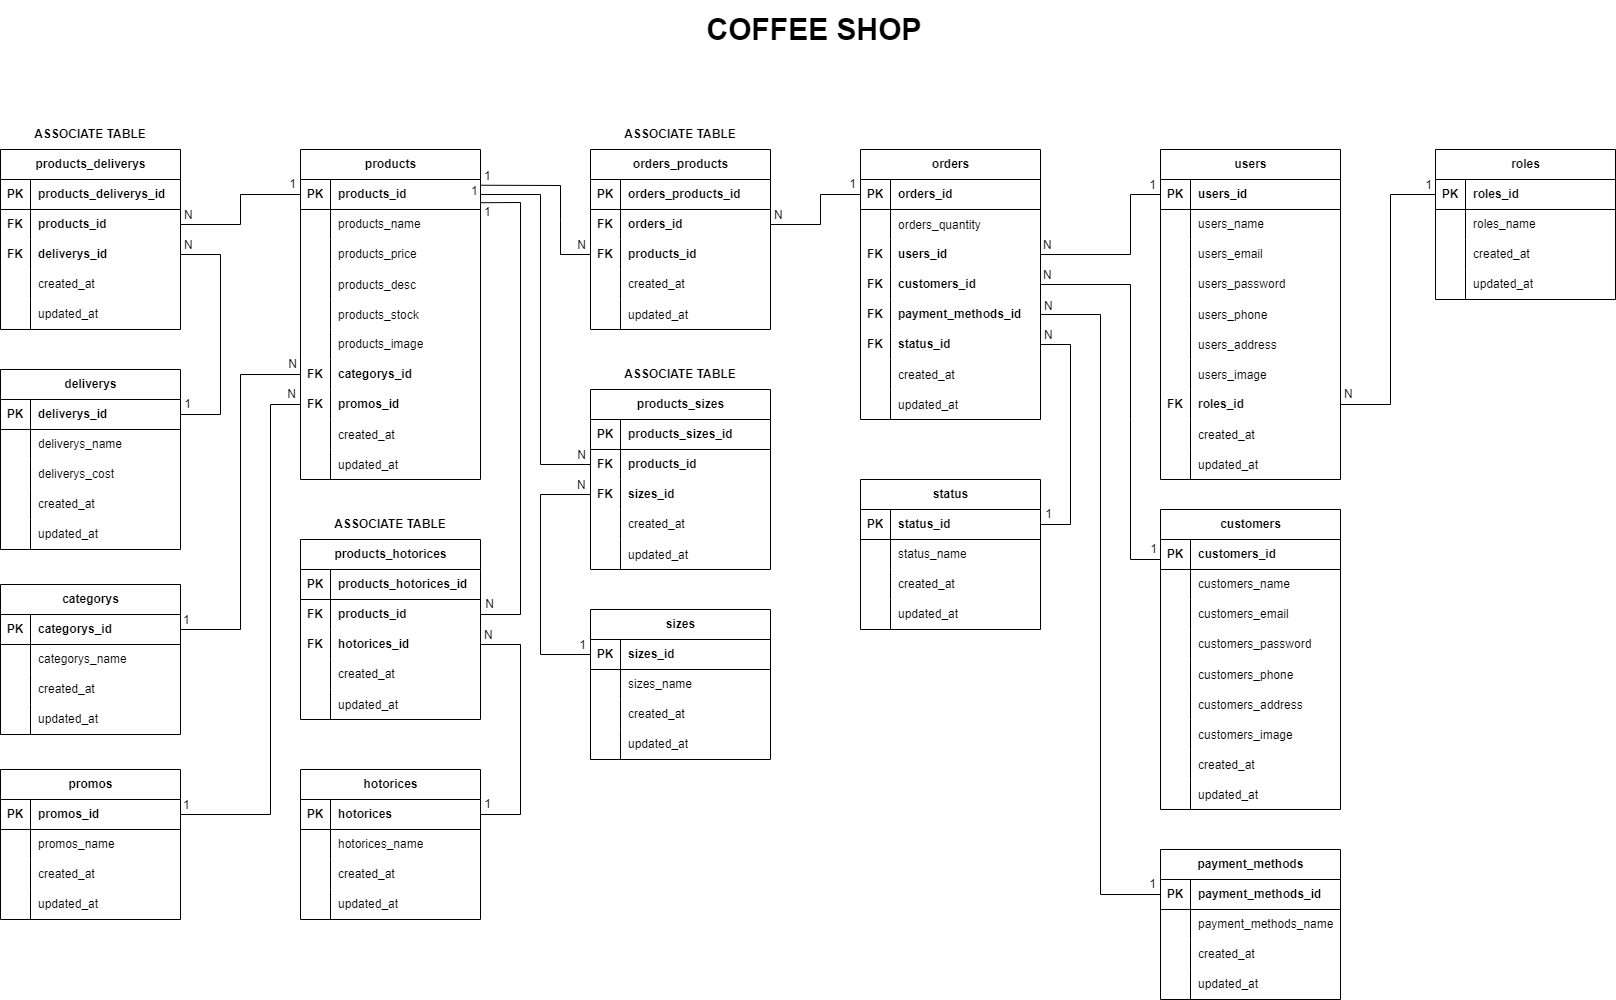 COFFEE SHOP
ASSOCIATE TABLE
products_deliverys
PK products_deliverys_id
FK products_id
FK deliverys_id
created_at
updated_at
N
N
1
deliverys
PK deliverys_id
deliverys_name
deliverys_cost
created_at
updated_at
1
categorys
PK categorys_id
categorys_name
created_at
updated_at
1
promos
PK promos_id
promos_name
created_at
updated_at
1
products
PK products_id
products_name
products_price
products_desc
products_stock
products_image
FK categorys_id
FK promos_id
created_at
updated_at
N
N
1
1
1
ASSOCIATE TABLE
products_hotorices
PK products_hotorices_id
FK products_id
FK hotorices_id
created_at
updated_at
N
N
hotorices
PK hotorices
hotorices_name
created_at
updated_at
1
ASSOCIATE TABLE
orders_products
PK orders_products_id
FK orders_id
FK products_id
created_at
updated_at
N
N
ASSOCIATE TABLE
products_sizes
PK products_sizes_id
FK products_id
FK sizes_id
created_at
updated_at
N
N
sizes
PK sizes_id
sizes_name
created_at
updated_at
1
orders
PK orders_id
orders_quantity
FK users_id
FK customers_id
FK payment_methods_id
FK status_id
created_at
updated_at
1
N
N
N
N
status
PK status_id
status_name
created_at
updated_at
1
users
PK users_id
users_name
users_email
users_password
users_phone
users_address
users_image
FK roles_id
created_at
updated_at
1
N
customers
PK customers_id
customers_name
customers_email
customers_password
customers_phone
customers_address
customers_image
created_at
updated_at
1
payment_methods
PK payment_methods_id
payment_methods_name
created_at
updated_at
1
roles
PK roles_id
roles_name
created_at
updated_at
1